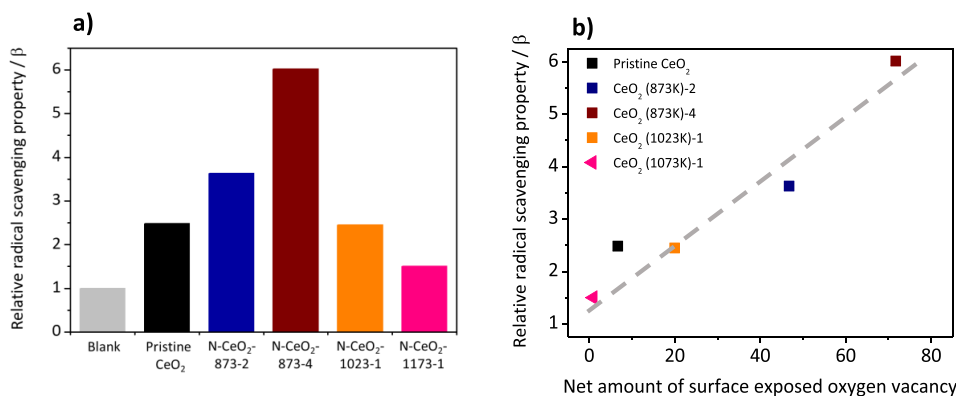 a)
Relative radical scavenging property / β
6
5
4
3
2
1
0
Blank
Pristine
CeO₂
N-CeO₂-
873-2
N-CeO₂-
873-4
N-CeO₂-
1023-1
N-CeO₂-
1173-1
b)
Relative radical scavenging property / β
6
5
4
3
2
1
Pristine CeO₂
CeO₂ (873K)-2
CeO₂ (873K)-4
CeO₂ (1023K)-1
CeO₂ (1073K)-1
0
20
40
60
80
Net amount of surface exposed oxygen vacancy